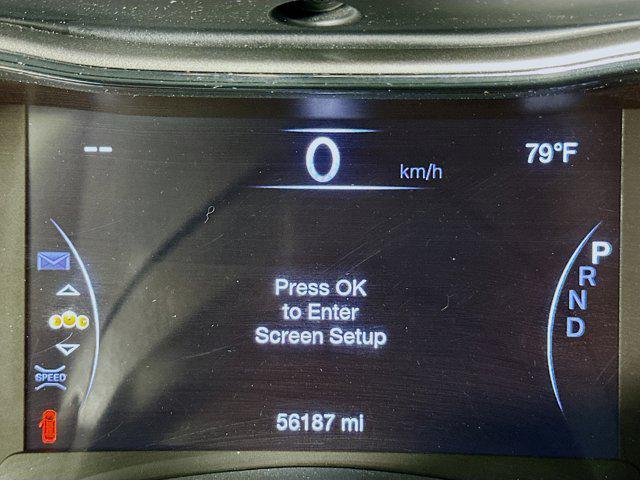 --
0
km/h
79°F
P
R
N
D
Press OK
to Enter
Screen Setup
SPEED
56187 mi